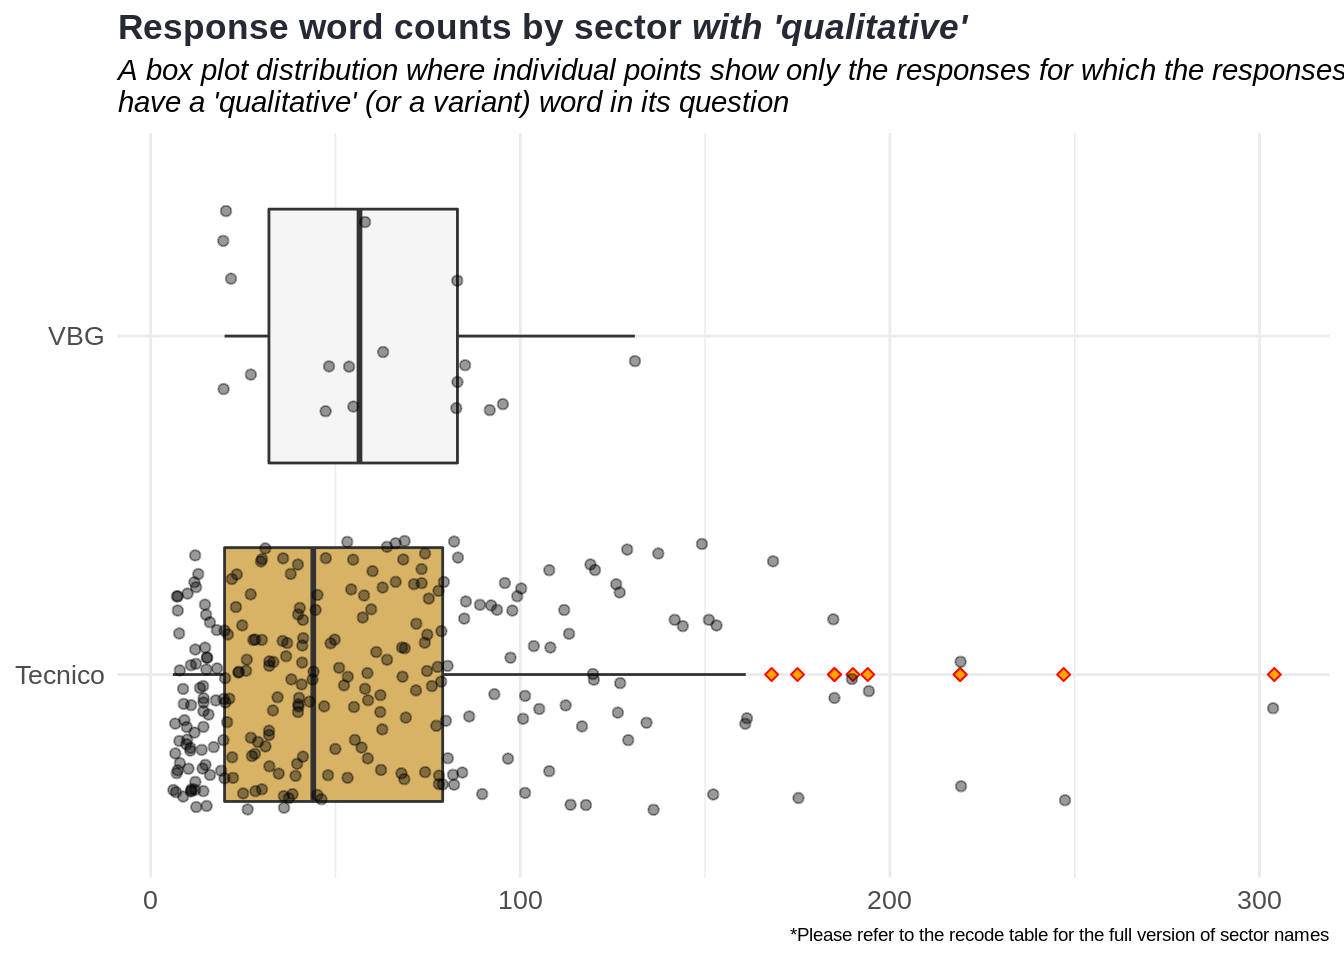 Response word counts by sector with 'qualitative'
A box plot distribution where individual points show only the responses for which the responses
have a 'qualitative' (or a variant) word in its question
VBG
Tecnico
0 100 200 300
*Please refer to the recode table for the full version of sector names